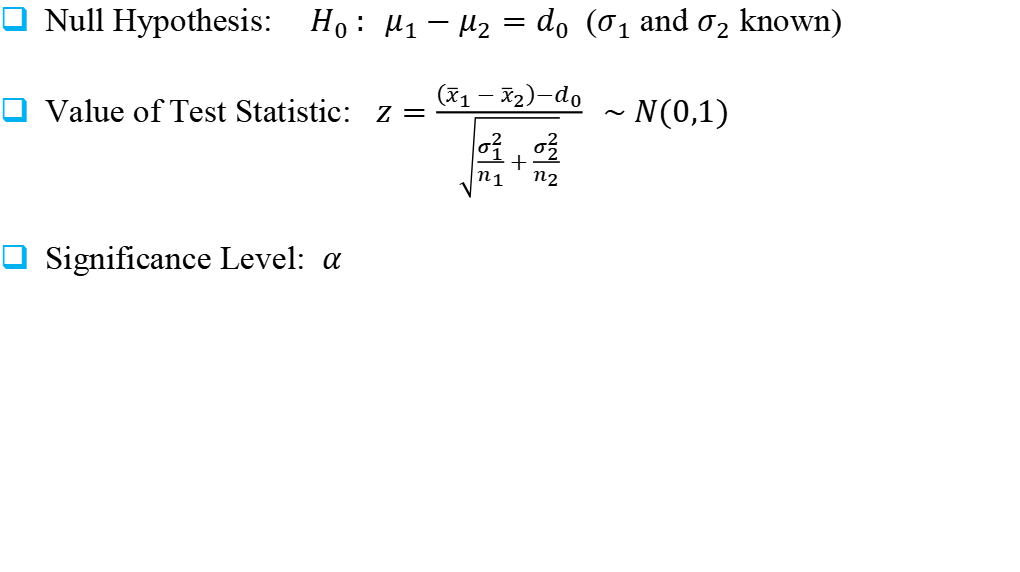 ❑ Null Hypothesis: H₀ : μ₁ − μ₂ = d₀ (σ₁ and σ₂ known)
❑ Value of Test Statistic: z = ((x̄₁ − x̄₂)−d₀) / √(σ₁²/n₁ + σ₂²/n₂) ~ N(0,1)
❑ Significance Level: α